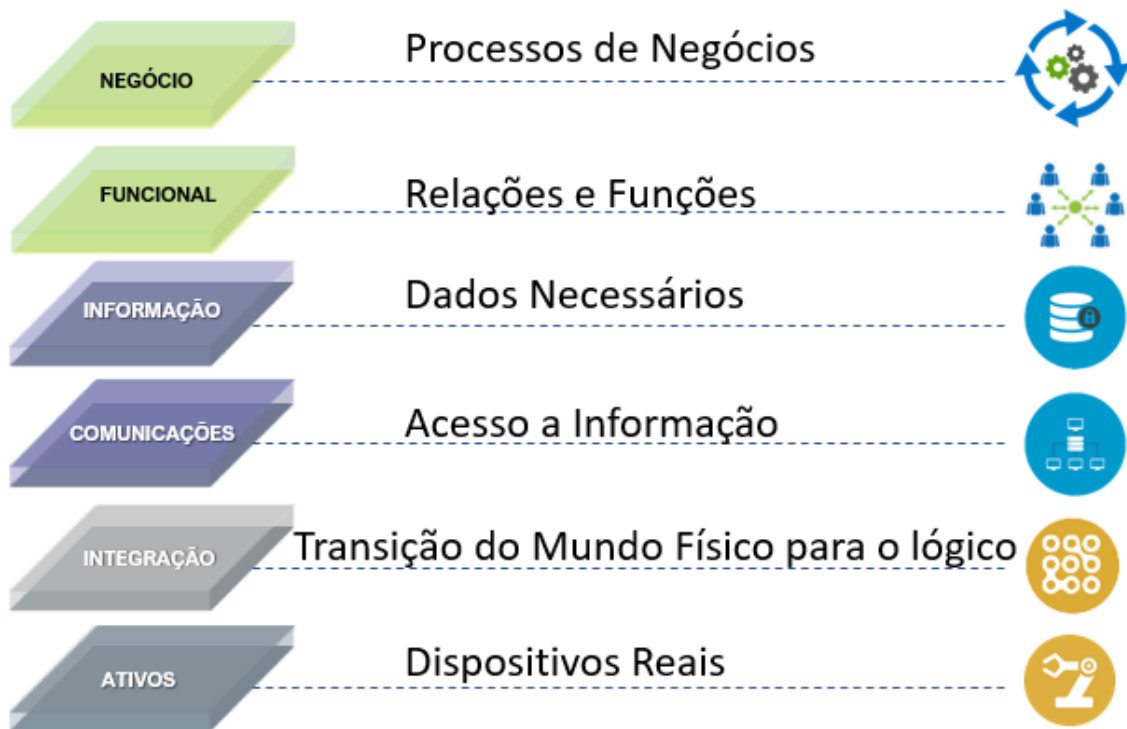 NEGÓCIO
Processos de Negócios
FUNCIONAL
Relações e Funções
INFORMAÇÃO
Dados Necessários
COMUNICAÇÕES
Acesso a Informação
INTEGRAÇÃO
Transição do Mundo Físico para o lógico
ATIVOS
Dispositivos Reais